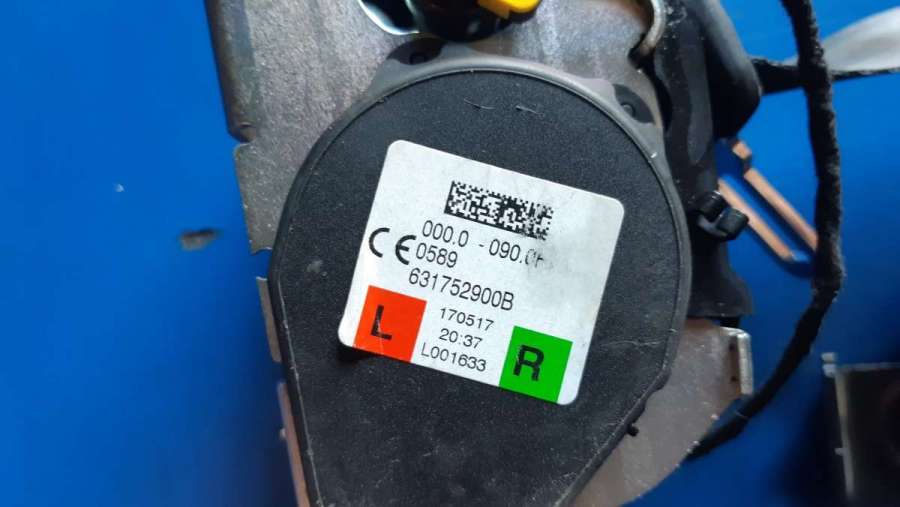 000.0 - 090.0
CE 0589
631752900B
170517
20:37
L001633
L
R